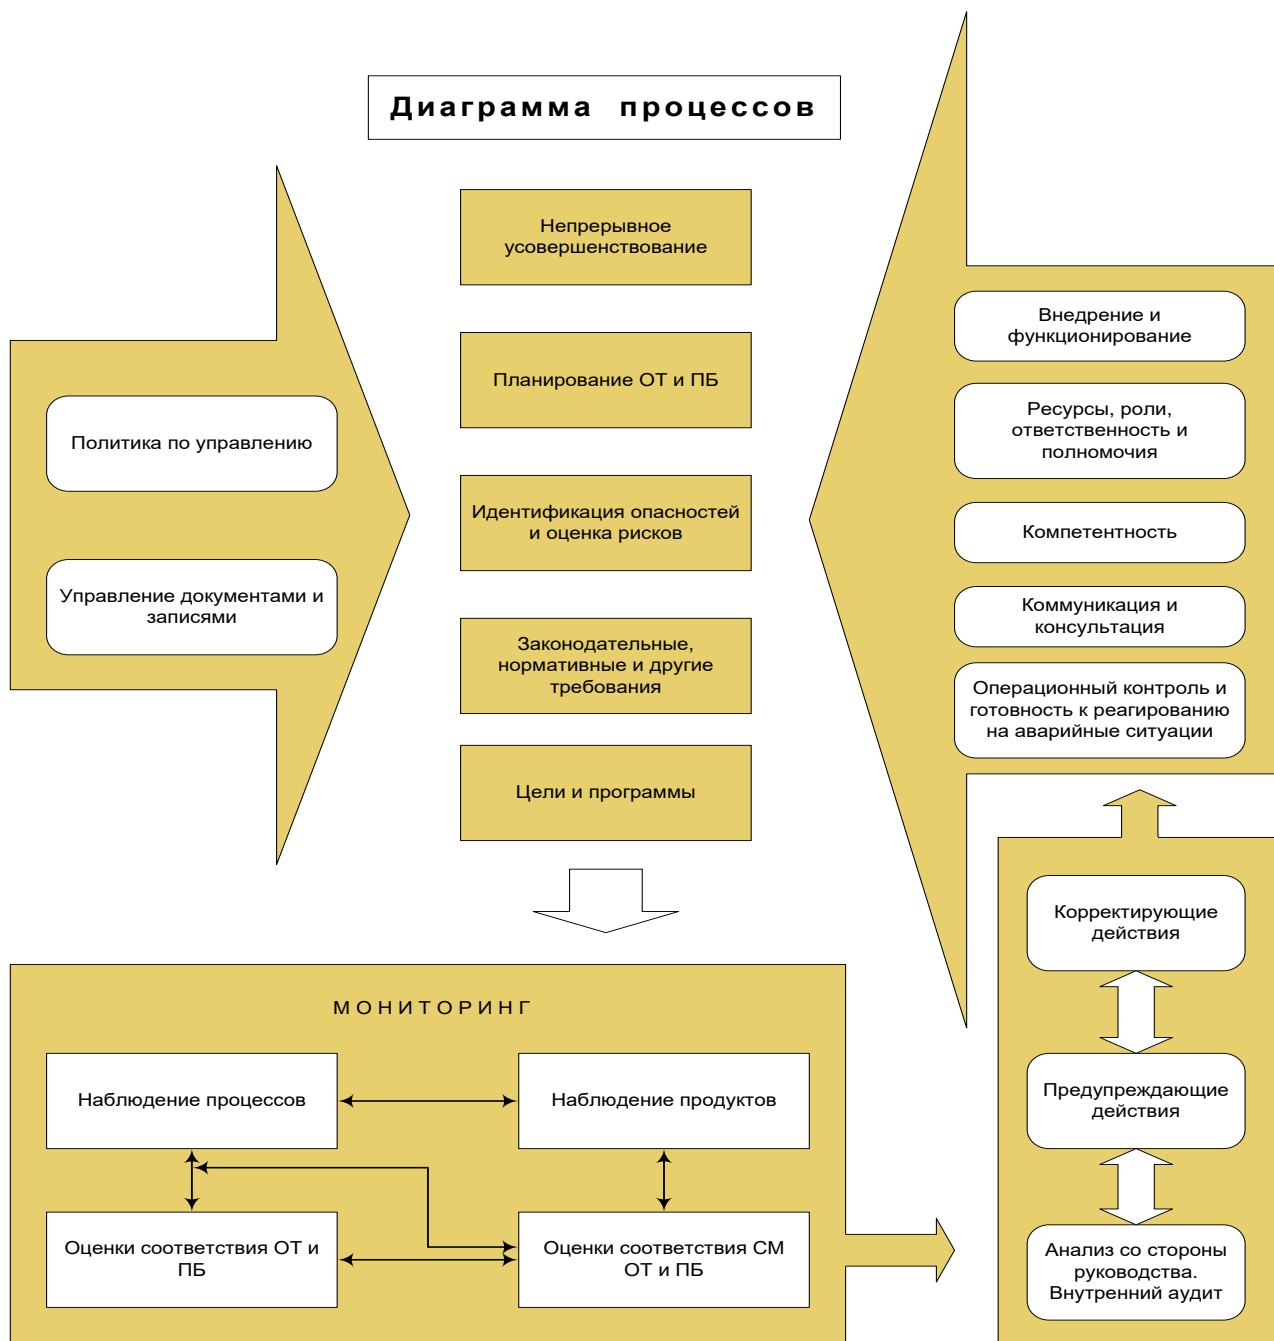 Диаграмма процессов
Непрерывное
усовершенствование
Планирование ОТ и ПБ
Идентификация опасностей
и оценка рисков
Законодательные,
нормативные и другие
требования
Цели и программы
Политика по управлению
Управление документами и
записями
Внедрение и
функционирование
Ресурсы, роли,
ответственность и
полномочия
Компетентность
Коммуникация и
консультация
Операционный контроль и
готовность к реагированию
на аварийные ситуации
МОНИТОРИНГ
Наблюдение процессов
Наблюдение продуктов
Оценки соответствия ОТ и
ПБ
Оценки соответствия СМ
ОТ и ПБ
Корректирующие
действия
Предупреждающие
действия
Анализ со стороны
руководства.
Внутренний аудит